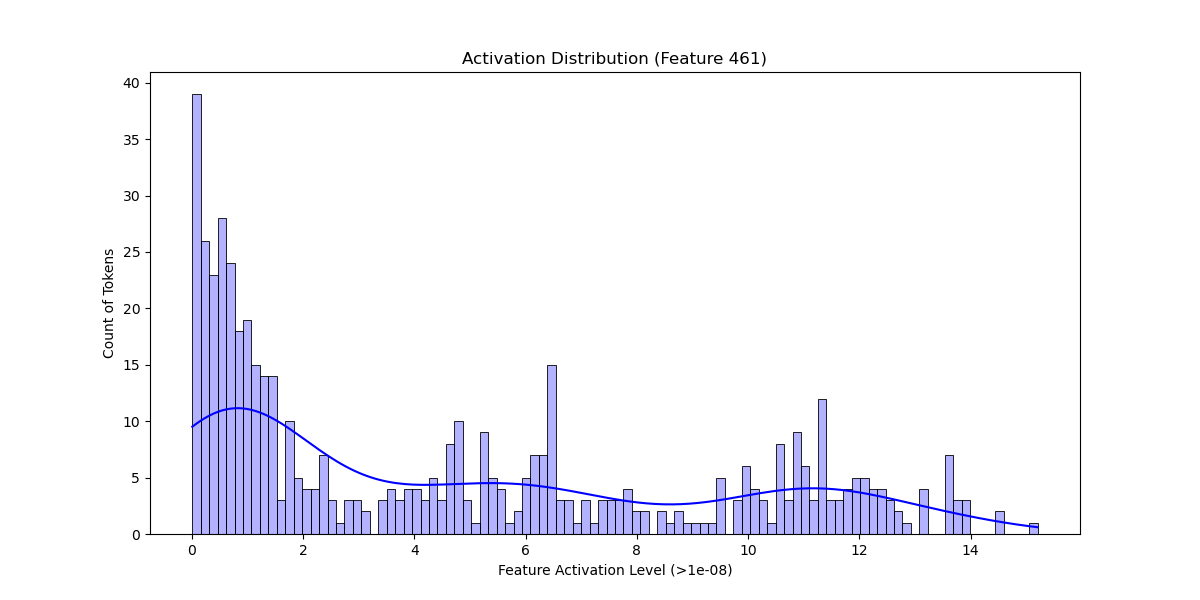 Activation Distribution (Feature 461)
Count of Tokens
40
35
30
25
20
15
10
5
0
0 2 4 6 8 10 12 14
Feature Activation Level (>1e-08)